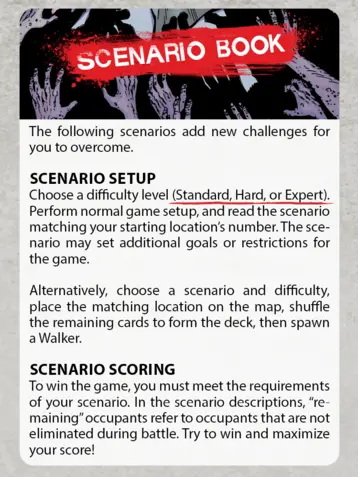 SCENARIO BOOK
The following scenarios add new challenges for
you to overcome.
SCENARIO SETUP
Choose a difficulty level (Standard, Hard, or Expert).
Perform normal game setup, and read the scenario
matching your starting location's number. The sce-
nario may set additional goals or restrictions for
the game.
Alternatively, choose a scenario and difficulty,
place the matching location on the map, shuffle
the remaining cards to form the deck, then spawn
a Walker.
SCENARIO SCORING
To win the game, you must meet the requirements
of your scenario. In the scenario descriptions, “re-
maining” occupants refer to occupants that are not
eliminated during battle. Try to win and maximize
your score!